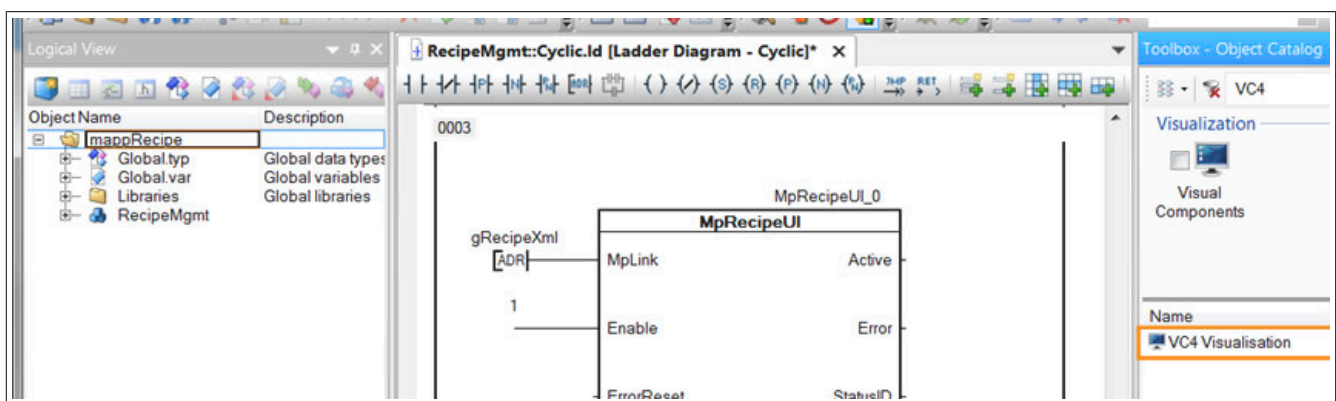 Logical View
RecipeMgmt::Cyclic.ld [Ladder Diagram - Cyclic]*
Toolbox - Object Catalog
VC4
Object Name Description
mappRecipe
Global.typ Global data types
Global.var Global variables
Libraries Global libraries
RecipeMgmt
0003
MpRecipeUI_0
MpRecipeUI
gRecipeXml
ADR
MpLink Active
1
Enable Error
ErrorReset StatusID
Visualization
Visual
Components
Name
VC4 Visualisation